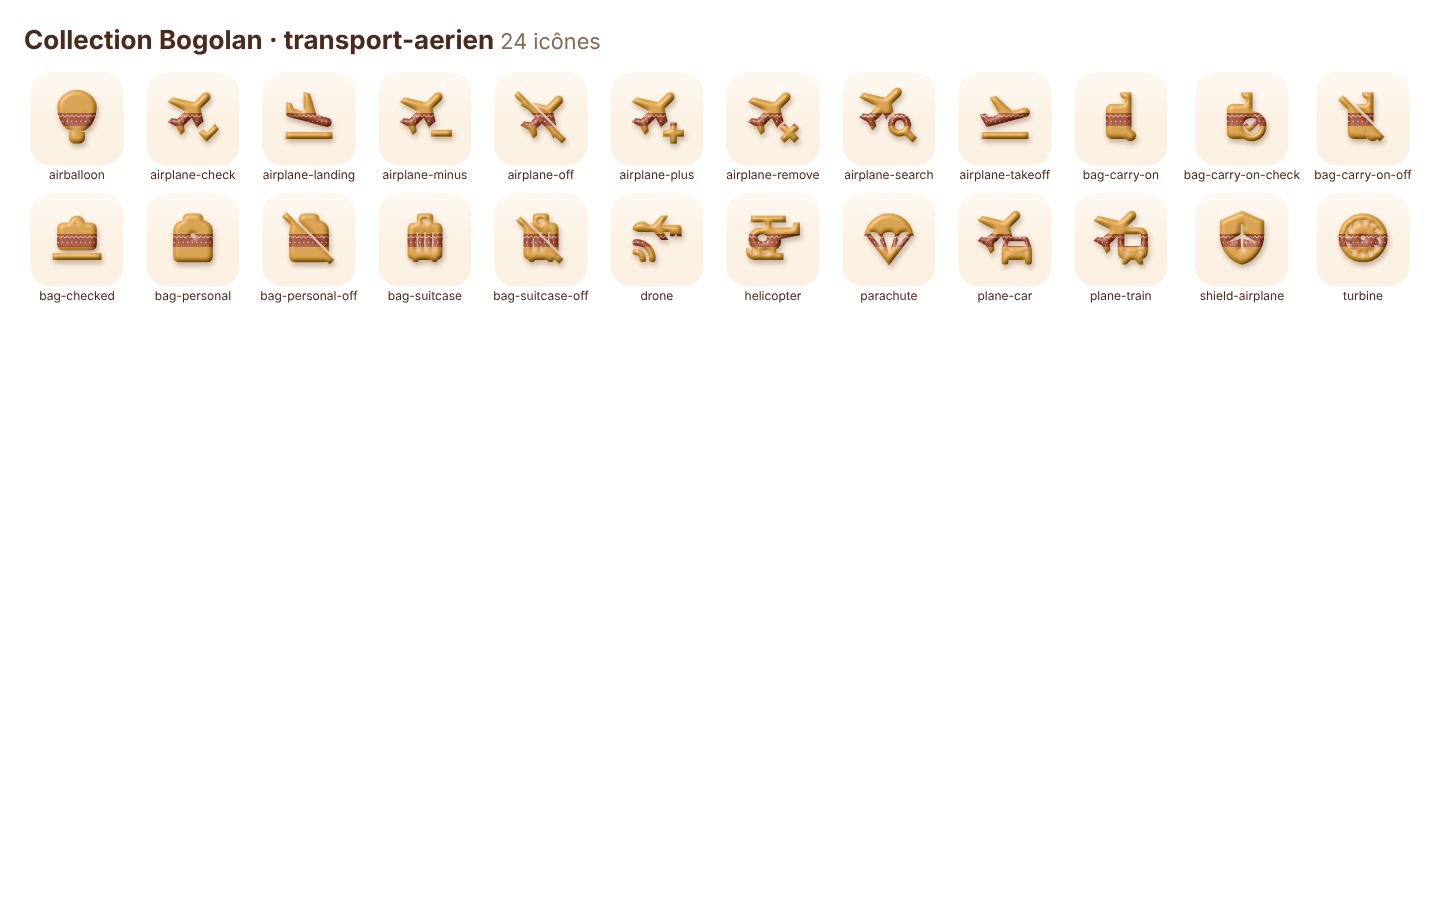 Collection Bogolan · transport-aerien 24 icônes
airballoon airplane-check airplane-landing airplane-minus airplane-off airplane-plus airplane-remove airplane-search airplane-takeoff bag-carry-on bag-carry-on-check bag-carry-on-off
bag-checked bag-personal bag-personal-off bag-suitcase bag-suitcase-off drone helicopter parachute plane-car plane-train shield-airplane turbine